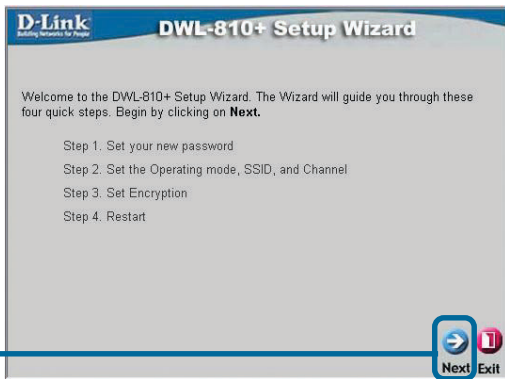 D-Link
Building Networks for People
DWL-810+ Setup Wizard
Welcome to the DWL-810+ Setup Wizard. The Wizard will guide you through these
four quick steps. Begin by clicking on Next.
Step 1. Set your new password
Step 2. Set the Operating mode, SSID, and Channel
Step 3. Set Encryption
Step 4. Restart
Next Exit